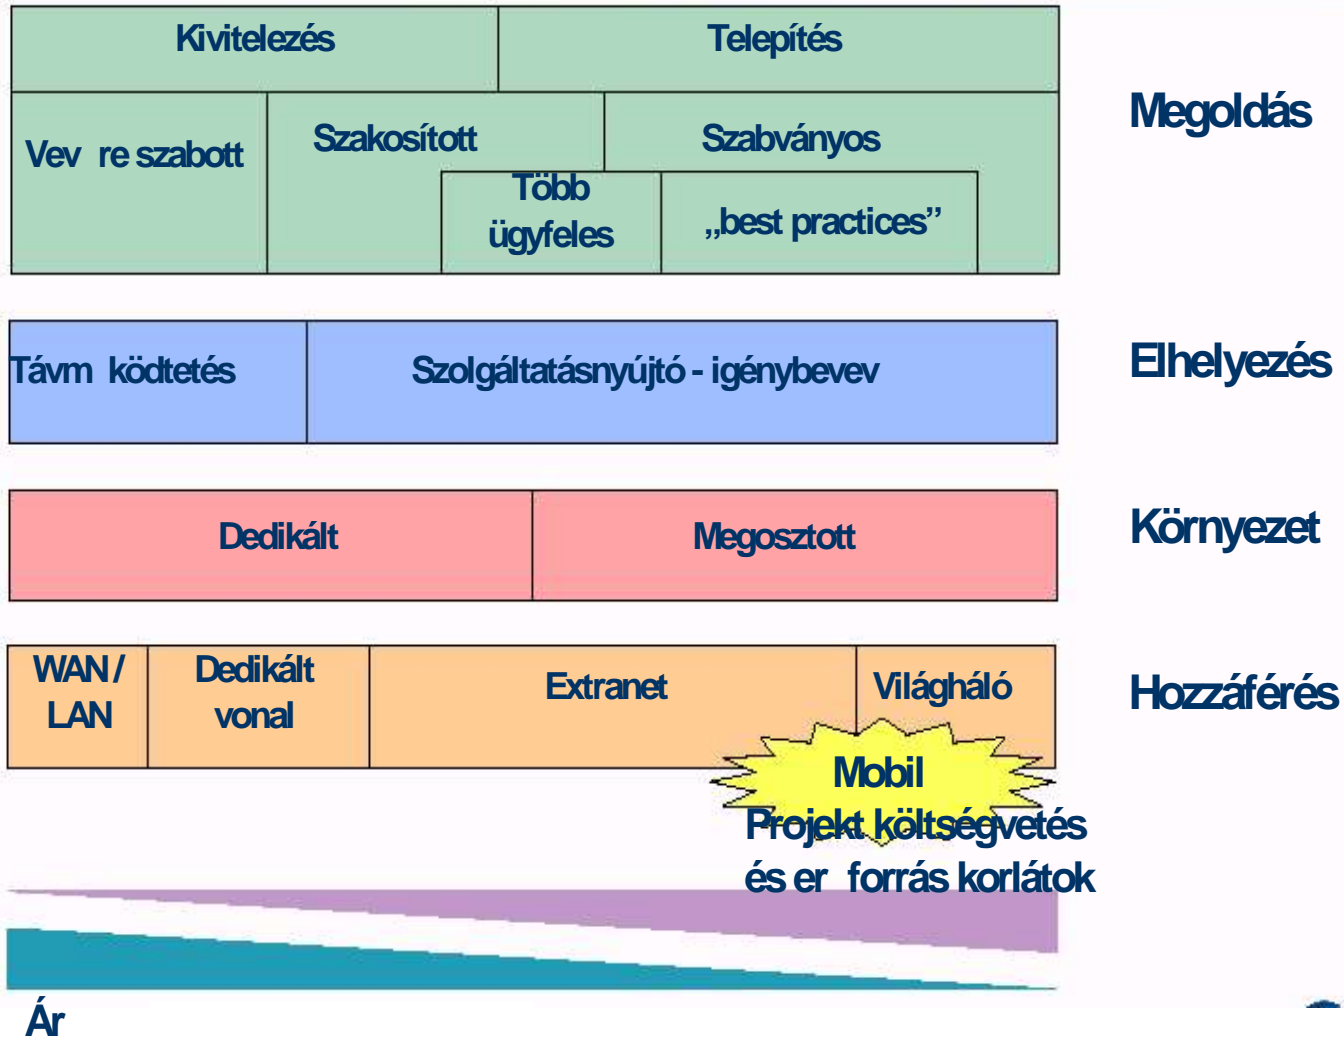 Kivitelezés
Telepítés
Megoldás
Vev re szabott
Szakosított
Szabványos
Több
ügyfeles
„best practices”
Távm ködtetés
Szolgáltatásnyújtó - igénybevev
Elhelyezés
Dedikált
Megosztott
Környezet
WAN /
LAN
Dedikált
vonal
Extranet
Világháló
Hozzáférés
Mobil
Projekt költségvetés
és er forrás korlátok
Ár